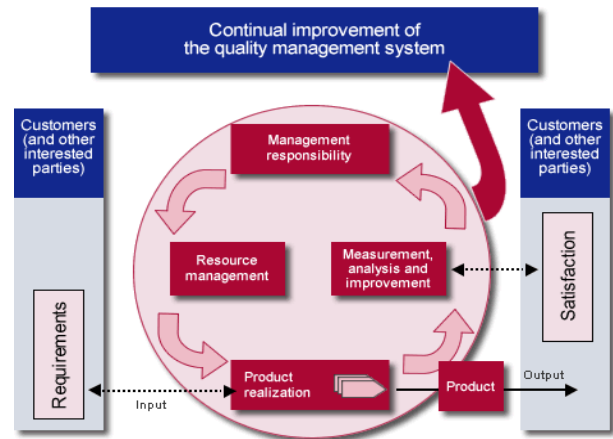 Continual improvement of
the quality management system
Customers
(and other
interested
parties)
Customers
(and other
interested
parties)
Management
responsibility
Resource
management
Measurement,
analysis and
improvement
Satisfaction
Requirements
Product
realization
Product
Input
Output